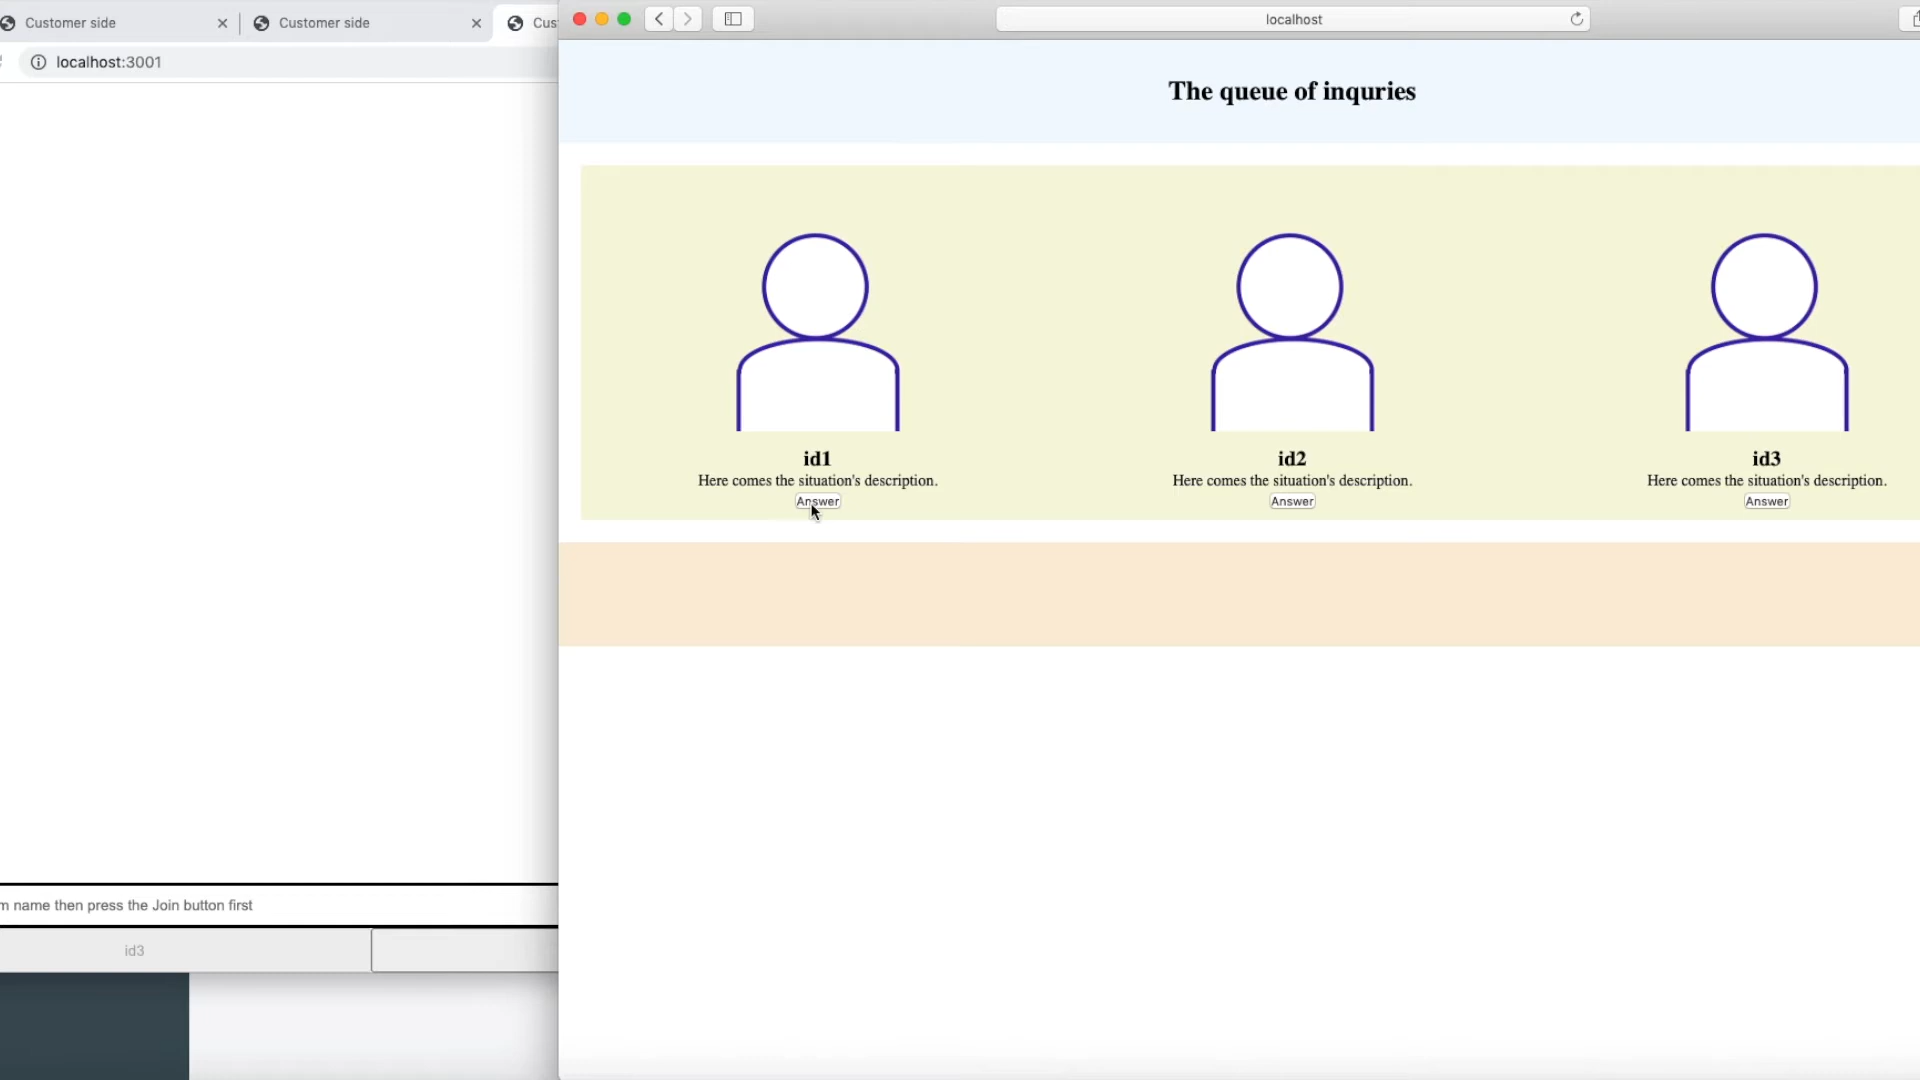 Customer side
Customer side
Cus
localhost:3001
m name then press the Join button first
id3
localhost
The queue of inquries
id1
Here comes the situation's description.
Answer
id2
Here comes the situation's description.
Answer
id3
Here comes the situation's description.
Answer